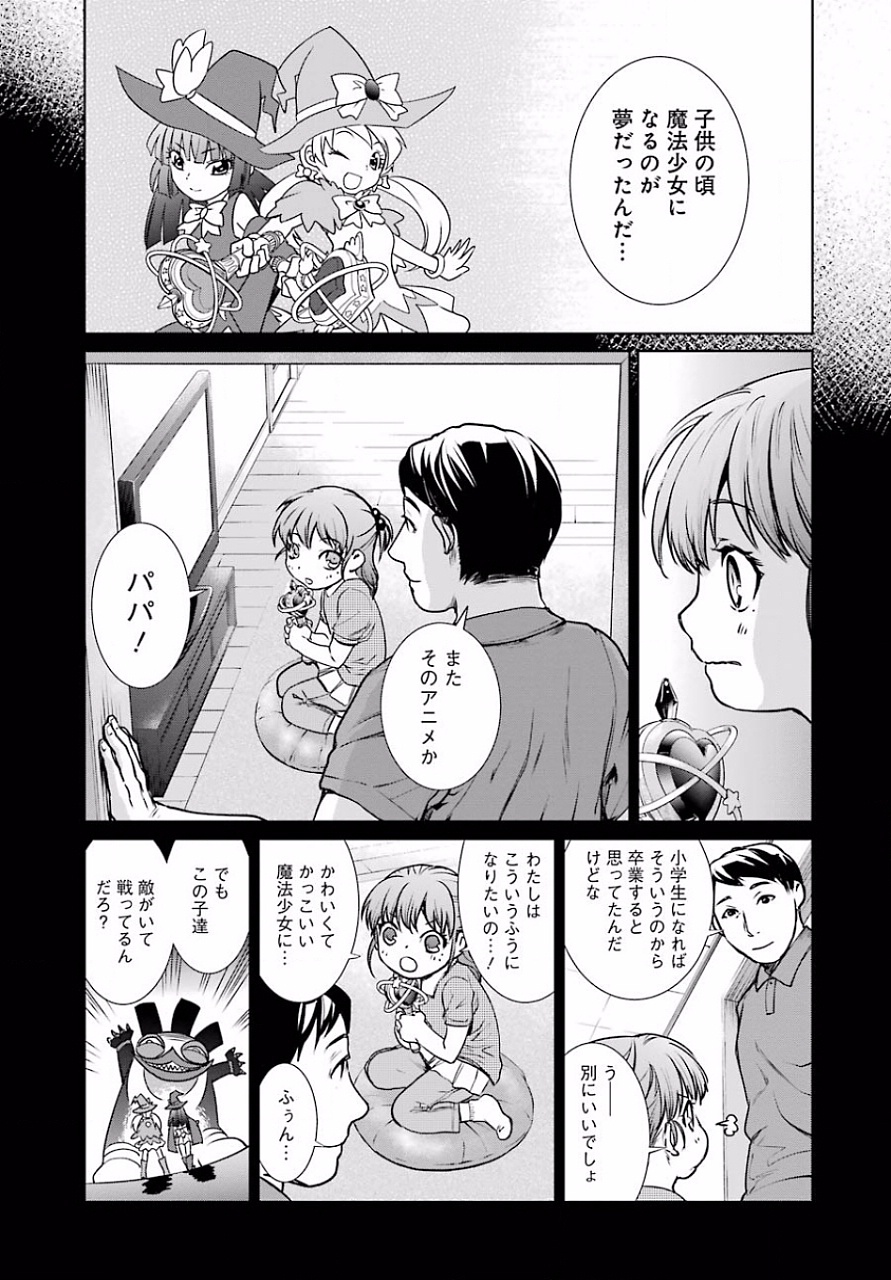 子供の頃
魔法少女に
なるのが
夢だったんだ…
また
そのアニメか
パパ！
小学生になれば
そういうのから
卒業すると
思ってたんだ
けどな
う——
別にいいでしょ
わたしは
こういうふうに
なりたいの…！
かわいくて
かっこいい
魔法少女に…
ふぅん…
でも
この子達
敵がいて
戦ってるん
だろ？